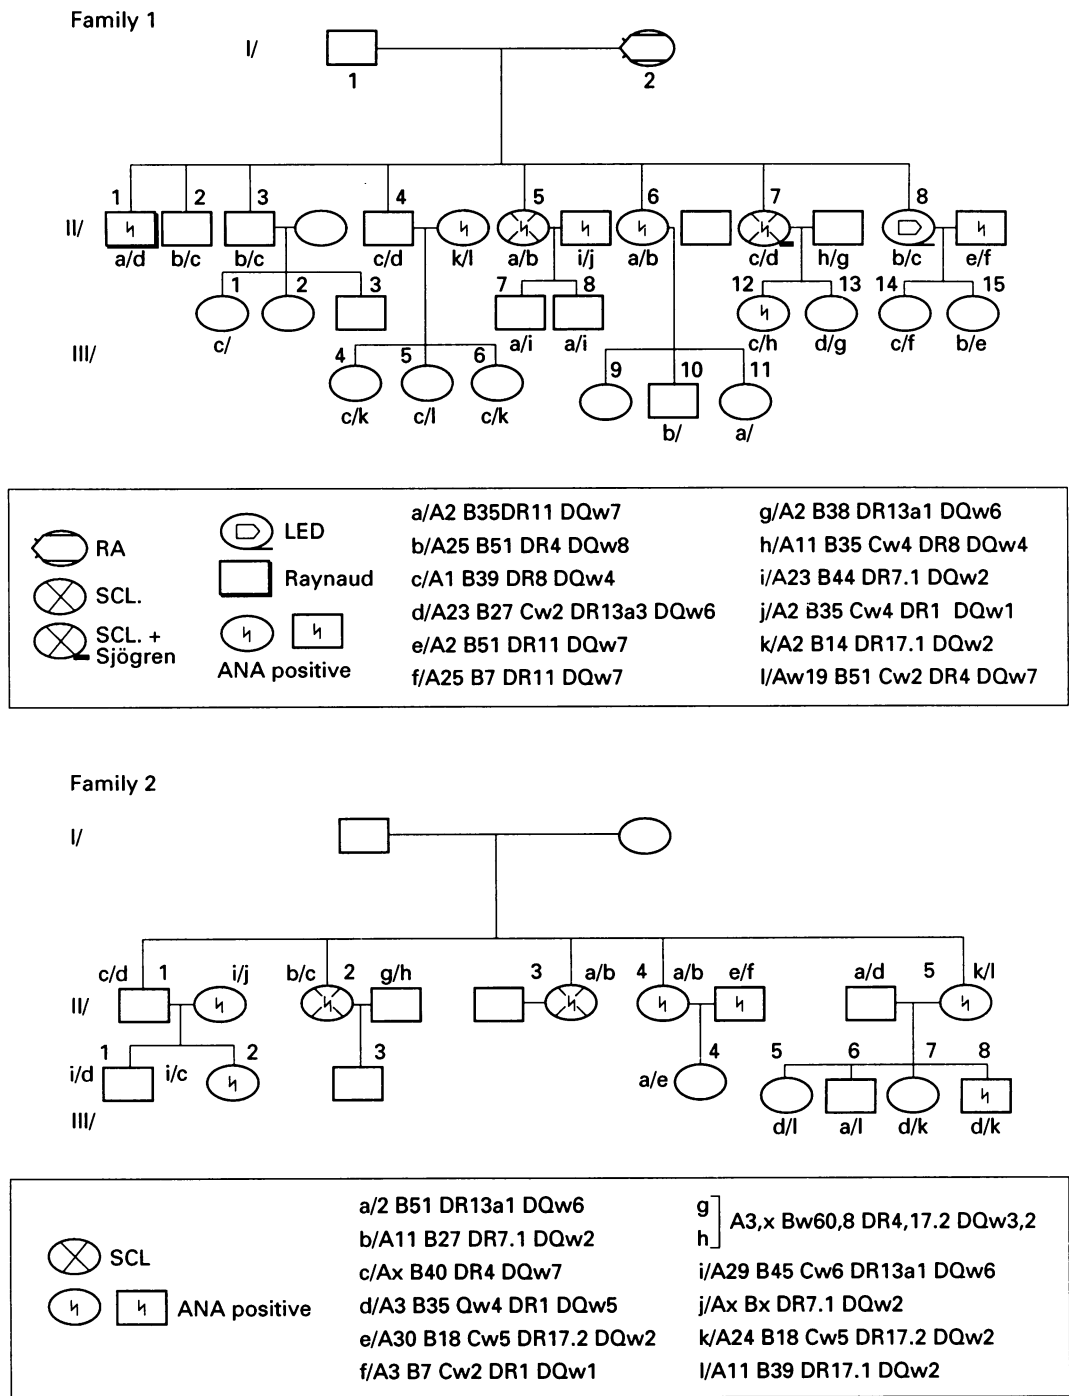 Family 1
I/
1 2
1 2 3 4 5 6 7 8
II/
a/d b/c b/c c/d k/l a/b i/j a/b c/d h/g b/c e/f
1 2 3 7 8 12 13 14 15
c/ a/i a/i c/h d/g c/f b/e
III/
4 5 6 9 10 11
c/k c/l c/k b/ a/
RA
SCL.
SCL. +
Sjögren
LED
Raynaud
ANA positive
a/A2 B35DR11 DQw7
b/A25 B51 DR4 DQw8
c/A1 B39 DR8 DQw4
d/A23 B27 Cw2 DR13a3 DQw6
e/A2 B51 DR11 DQw7
f/A25 B7 DR11 DQw7
g/A2 B38 DR13a1 DQw6
h/A11 B35 Cw4 DR8 DQw4
i/A23 B44 DR7.1 DQw2
j/A2 B35 Cw4 DR1 DQw1
k/A2 B14 DR17.1 DQw2
l/Aw19 B51 Cw2 DR4 DQw7
Family 2
I/
c/d 1 i/j b/c 2 g/h 3 a/b 4 a/b e/f a/d 5 k/l
II/
1 2 3 4 5 6 7 8
i/d i/c a/e
III/
d/l a/l d/k d/k
SCL
ANA positive
a/2 B51 DR13a1 DQw6
b/A11 B27 DR7.1 DQw2
c/Ax B40 DR4 DQw7
d/A3 B35 Qw4 DR1 DQw5
e/A30 B18 Cw5 DR17.2 DQw2
f/A3 B7 Cw2 DR1 DQw1
g
h
A3,x Bw60,8 DR4,17.2 DQw3,2
i/A29 B45 Cw6 DR13a1 DQw6
j/Ax Bx DR7.1 DQw2
k/A24 B18 Cw5 DR17.2 DQw2
l/A11 B39 DR17.1 DQw2